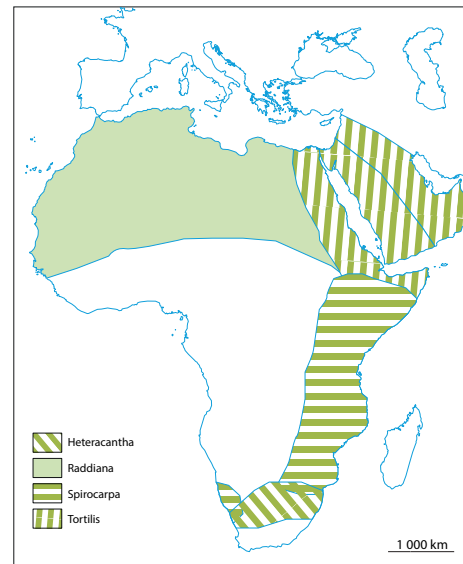 Heteracantha
Raddiana
Spirocarpa
Tortilis
1 000 km